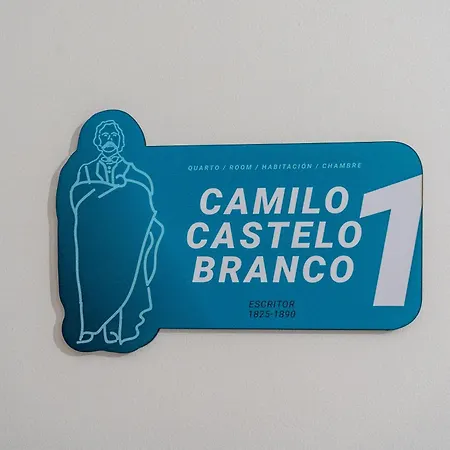 QUARTO / ROOM / HABITACIÓN / CHAMBRE
CAMILO
CASTELO
BRANCO
1
ESCRITOR
1825-1890